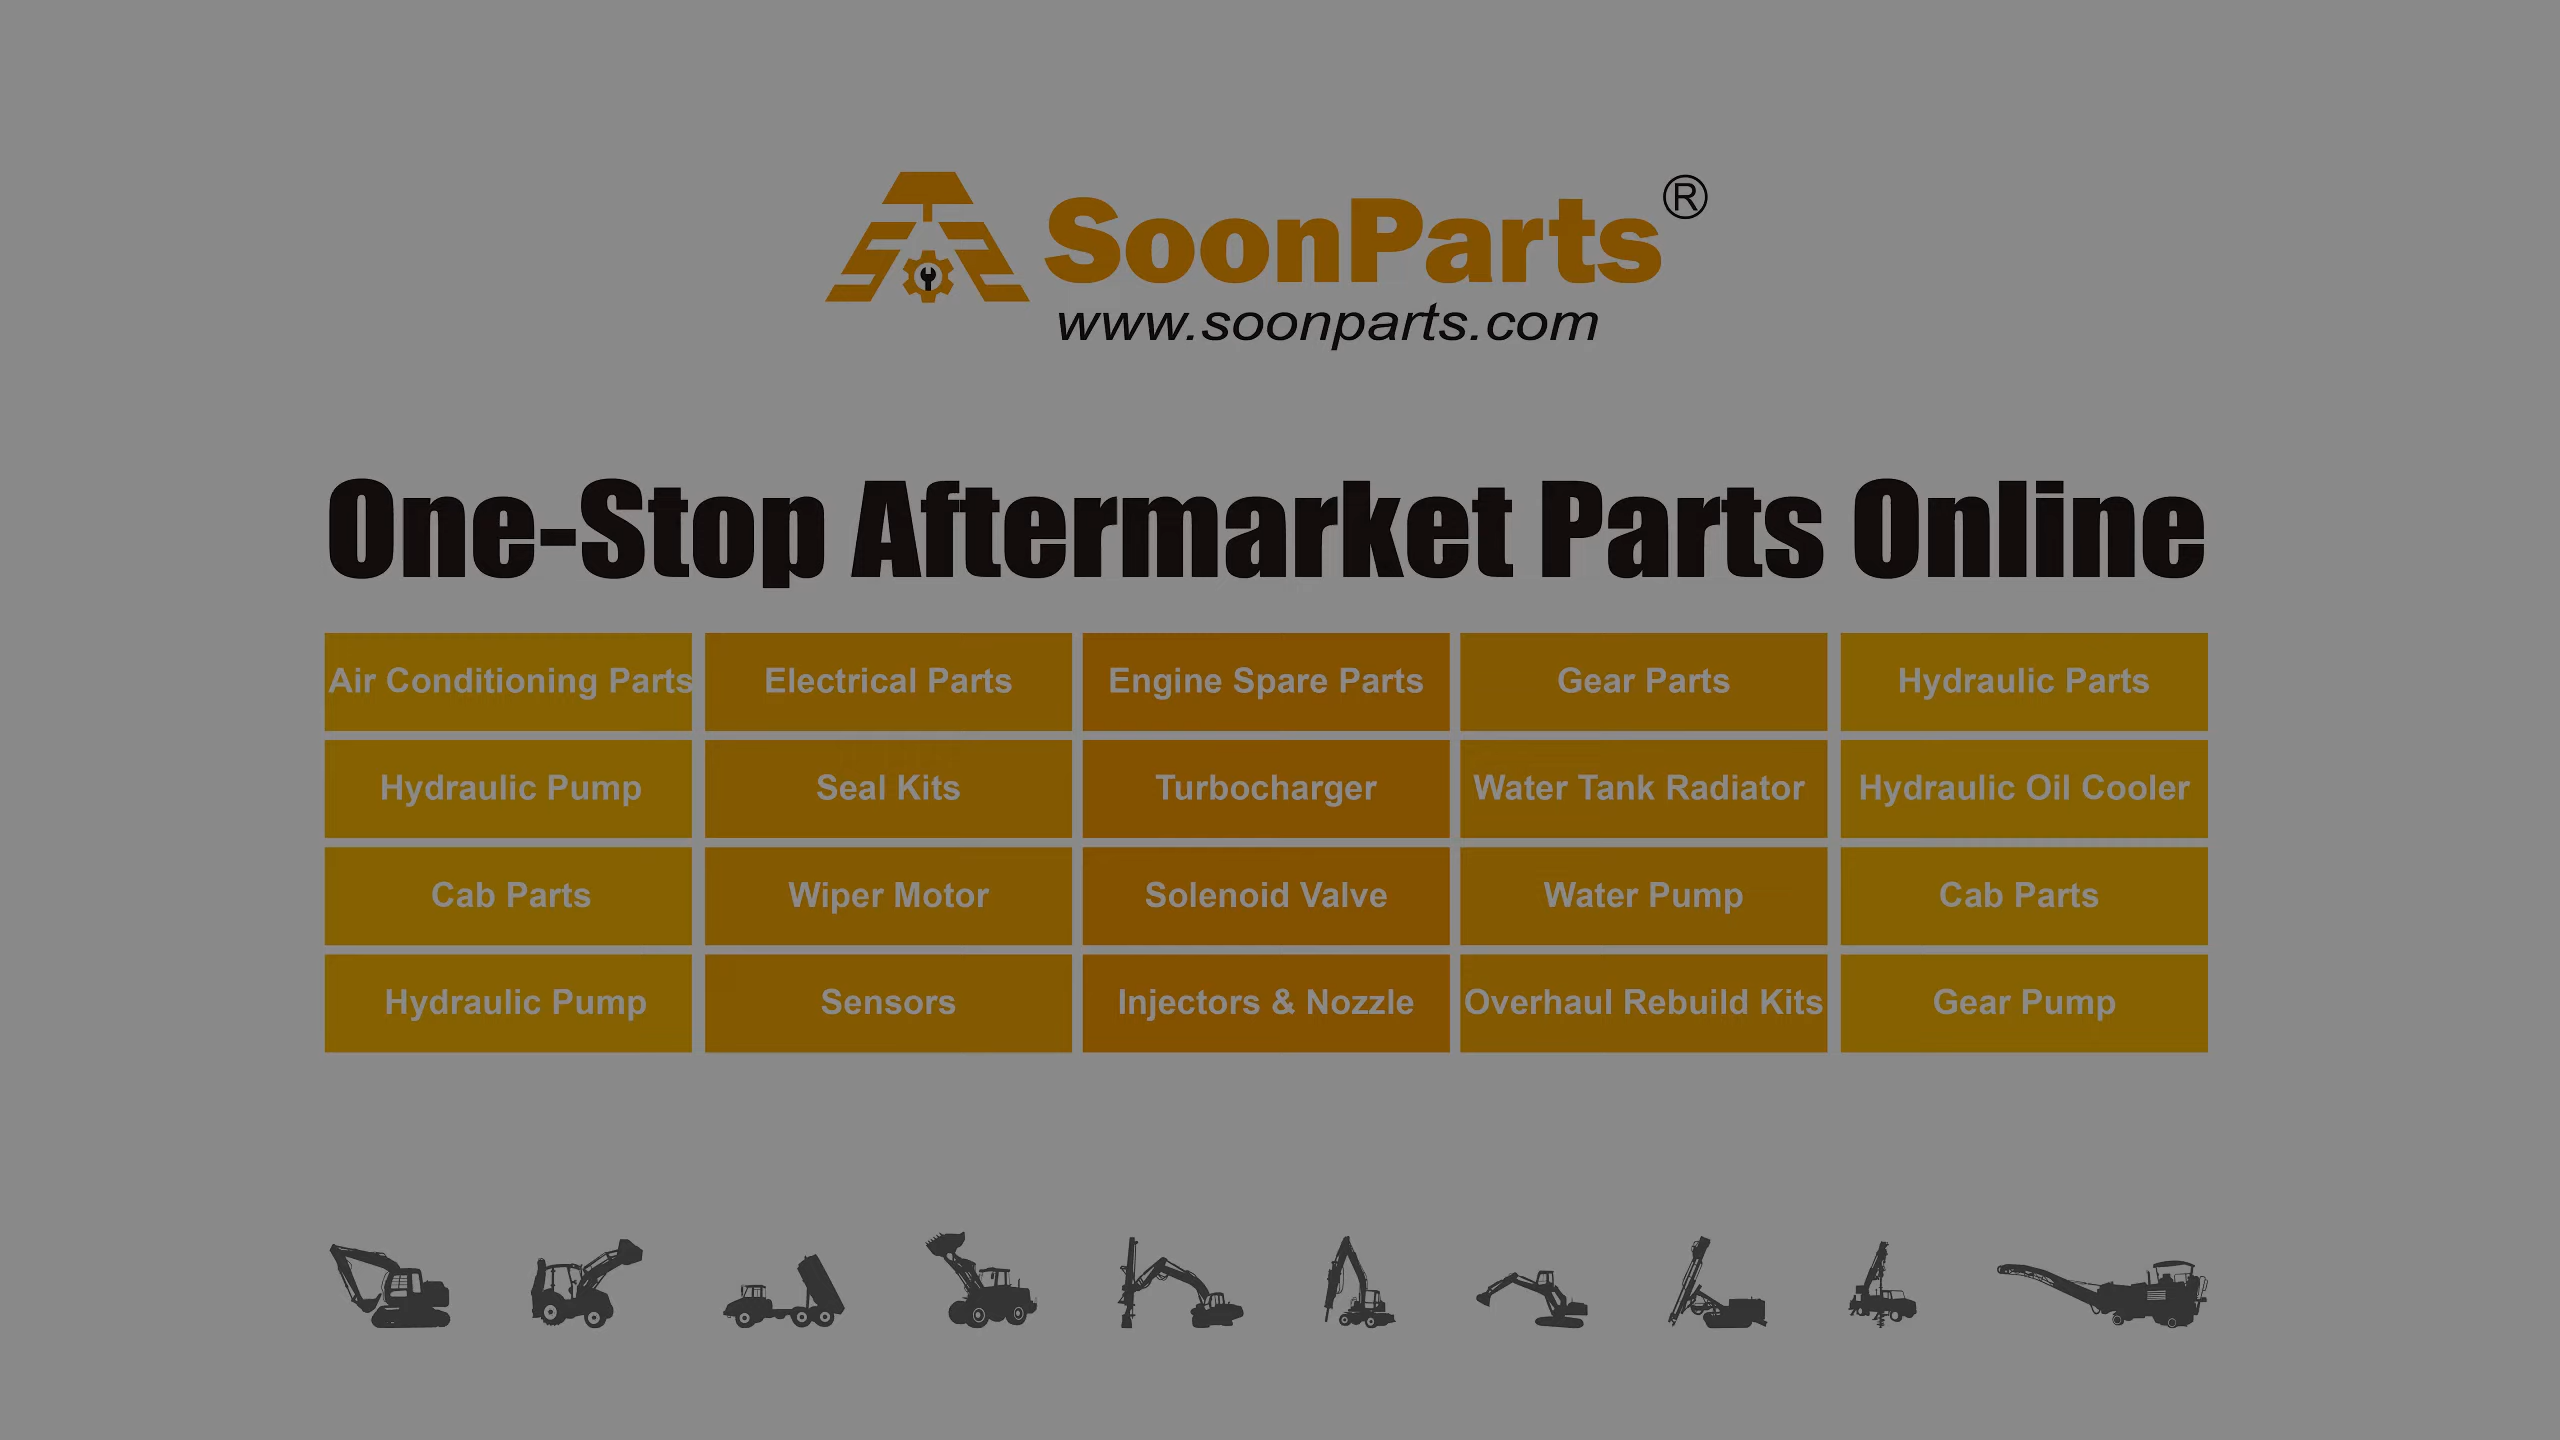 SoonParts®
www.soonparts.com
One-Stop Aftermarket Parts Online
Air Conditioning Parts
Electrical Parts
Engine Spare Parts
Gear Parts
Hydraulic Parts
Hydraulic Pump
Seal Kits
Turbocharger
Water Tank Radiator
Hydraulic Oil Cooler
Cab Parts
Wiper Motor
Solenoid Valve
Water Pump
Cab Parts
Hydraulic Pump
Sensors
Injectors & Nozzle
Overhaul Rebuild Kits
Gear Pump